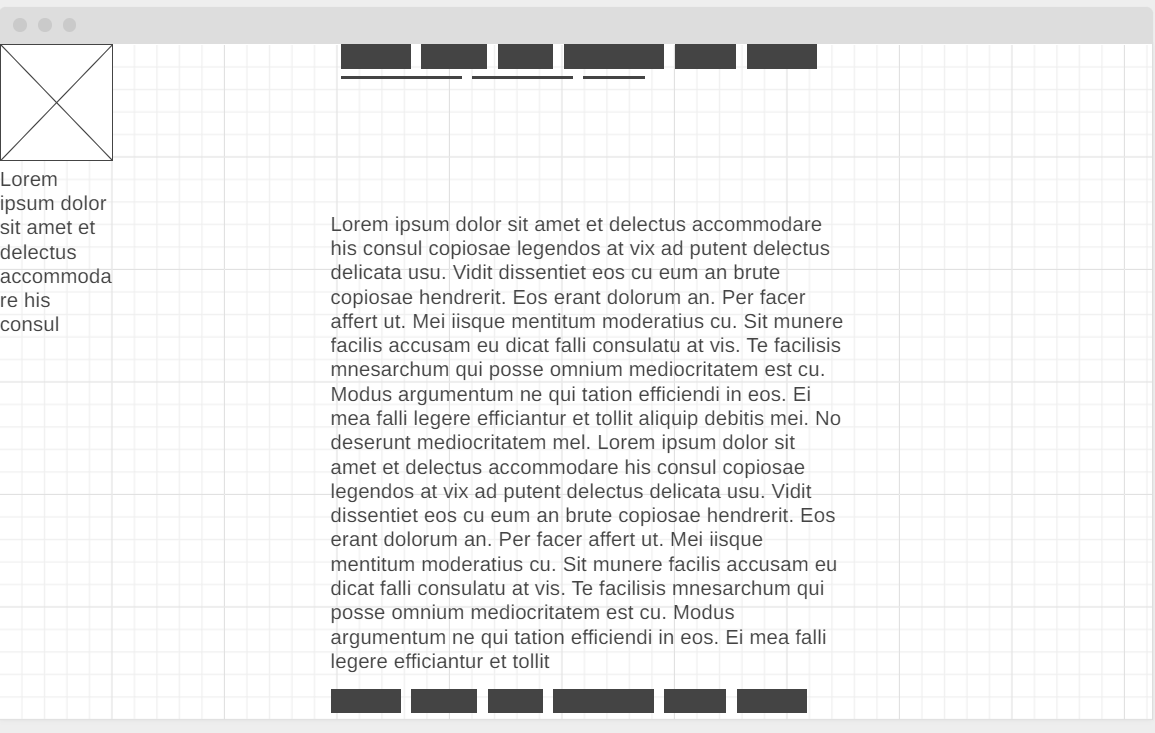 Lorem
ipsum dolor
sit amet et
delectus
accommoda
re his
consul
Lorem ipsum dolor sit amet et delectus accommodare
his consul copiosae legendos at vix ad putent delectus
delicata usu. Vidit dissentiet eos cu eum an brute
copiosae hendrerit. Eos erant dolorum an. Per facer
affert ut. Mei iisque mentitum moderatius cu. Sit munere
facilis accusam eu dicat falli consulatu at vis. Te facilisis
mnesarchum qui posse omnium mediocritatem est cu.
Modus argumentum ne qui tation efficiendi in eos. Ei
mea falli legere efficiantur et tollit aliquip debitis mei. No
deserunt mediocritatem mel. Lorem ipsum dolor sit
amet et delectus accommodare his consul copiosae
legendos at vix ad putent delectus delicata usu. Vidit
dissentiet eos cu eum an brute copiosae hendrerit. Eos
erant dolorum an. Per facer affert ut. Mei iisque
mentitum moderatius cu. Sit munere facilis accusam eu
dicat falli consulatu at vis. Te facilisis mnesarchum qui
posse omnium mediocritatem est cu. Modus
argumentum ne qui tation efficiendi in eos. Ei mea falli
legere efficiantur et tollit